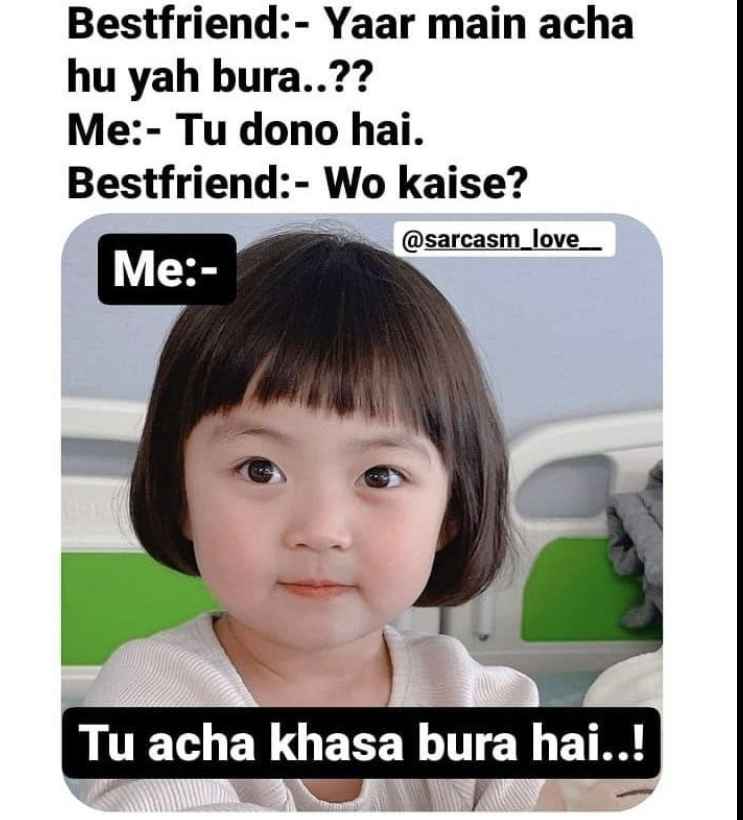 Bestfriend:- Yaar main acha
hu yah bura..??
Me:- Tu dono hai.
Bestfriend:- Wo kaise?
@sarcasm_love__
Me:-
Tu acha khasa bura hai..!